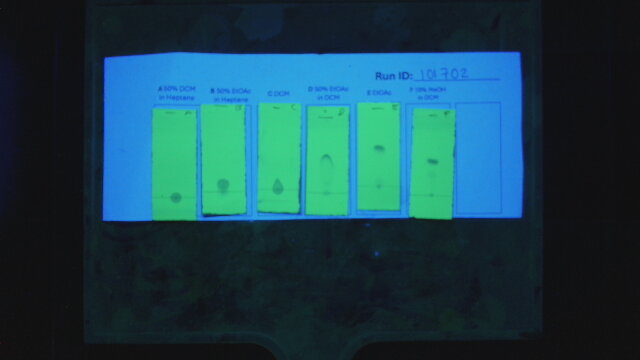 Run ID: 101702
A 50% DCM
in Heptane
B 50% EtOAc
in Heptane
C DCM
D 50% EtOAc
in DCM
E EtOAc
F 10% MeOH
in DCM